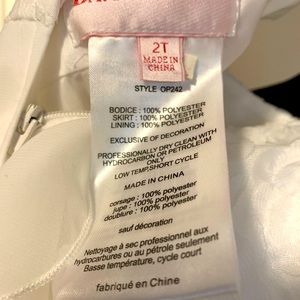 2T
MADE IN
CHINA
STYLE OP242
BODICE : 100% POLYESTER
SKIRT : 100% POLYESTER
LINING : 100% POLYESTER
EXCLUSIVE OF DECORATION
PROFESSIONALLY DRY CLEAN WITH
HYDROCARBON OR PETROLEUM
ONLY
LOW TEMP/SHORT CYCLE
MADE IN CHINA
corsage : 100% polyester
jupe : 100% polyester
doublure : 100% polyester
sauf décoration
Nettoyage à sec professionnel aux
hydrocarbures ou au pétrole seulement
Basse température, cycle court
fabriqué en Chine